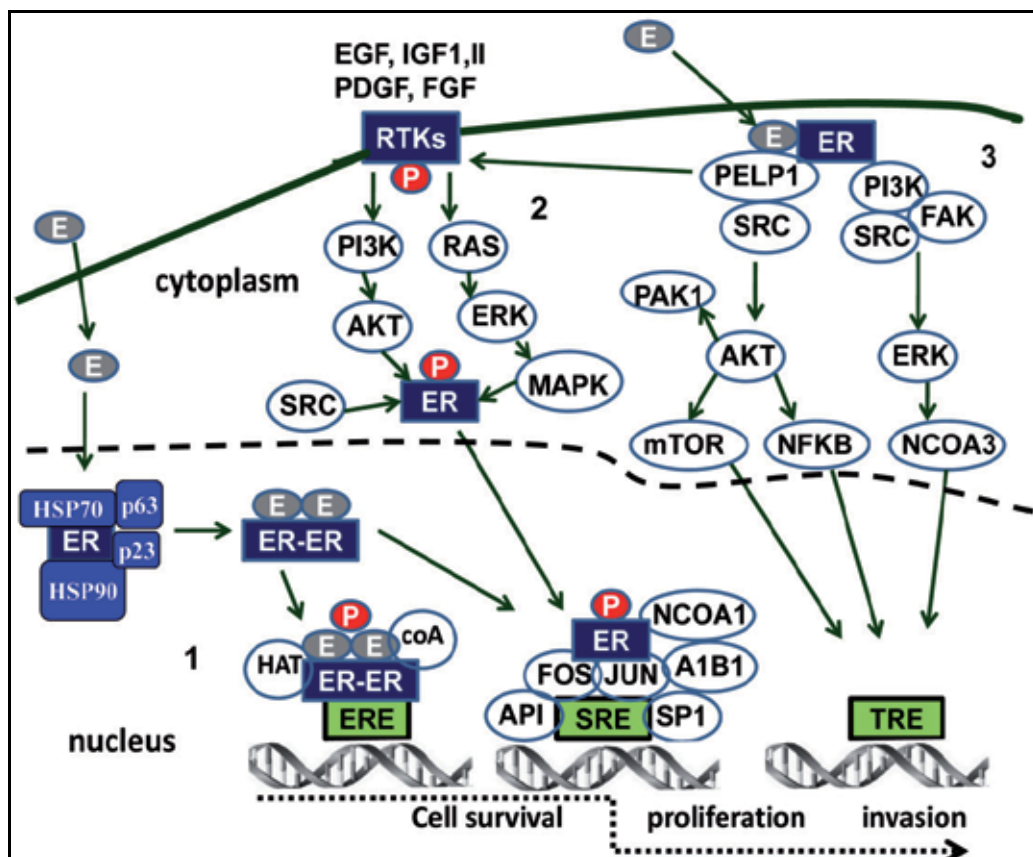 E
EGF, IGF1,II
PDGF, FGF
RTKs
P
E
ER
3
PELP1
PI3K
2
FAK
SRC
SRC
E
PI3K
RAS
cytoplasm
PAK1
AKT
ERK
E
P
AKT
ERK
MAPK
SRC
ER
mTOR
NFKB
NCOA3
HSP70
p63
ER
p23
HSP90
E
E
ER-ER
P
NCOA1
P
ER
coA
1
HAT
E
E
FOS
JUN
A1B1
ER-ER
ERE
API
SRE
SP1
TRE
nucleus
Cell survival
proliferation
invasion